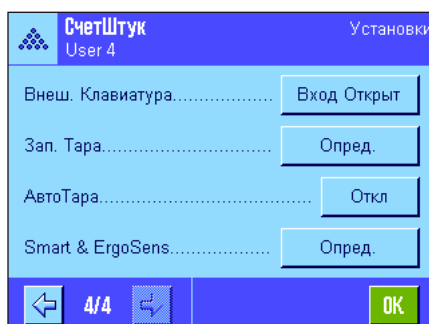 СчетШтук
Установки
User 4
Внеш. Клавиатура.................. Вход Открыт
Зап. Тара............................... Опред.
АвтоТара........................................ Откл
Smart & ErgoSens.................. Опред.
4/4
OK